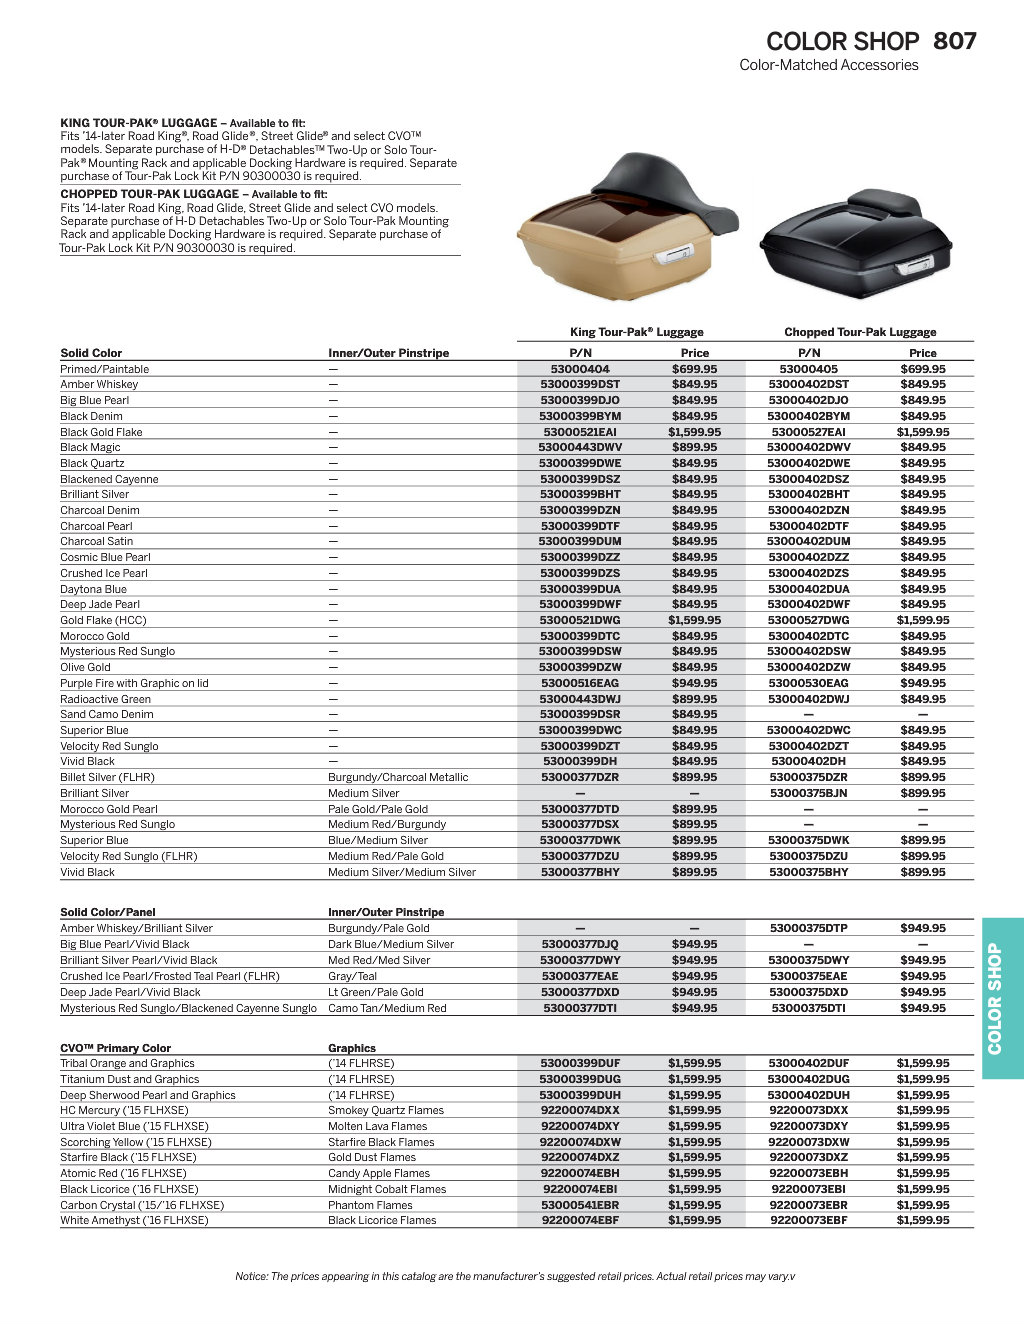 COLOR SHOP 807
Color-Matched Accessories
KING TOUR-PAK® LUGGAGE – Available to fit:
Fits ’14-later Road King®, Road Glide®, Street Glide® and select CVO™
models. Separate purchase of H-D® Detachables™ Two-Up or Solo Tour-
Pak® Mounting Rack and applicable Docking Hardware is required. Separate
purchase of Tour-Pak Lock Kit P/N 90300030 is required.
CHOPPED TOUR-PAK LUGGAGE – Available to fit:
Fits ’14-later Road King, Road Glide, Street Glide and select CVO models.
Separate purchase of H-D Detachables Two-Up or Solo Tour-Pak Mounting
Rack and applicable Docking Hardware is required. Separate purchase of
Tour-Pak Lock Kit P/N 90300030 is required.
King Tour-Pak® Luggage Chopped Tour-Pak Luggage
Solid Color Inner/Outer Pinstripe P/N Price P/N Price
Primed/Paintable — 53000404 $699.95 53000405 $699.95
Amber Whiskey — 53000399DST $849.95 53000402DST $849.95
Big Blue Pearl — 53000399DJO $849.95 53000402DJO $849.95
Black Denim — 53000399BYM $849.95 53000402BYM $849.95
Black Gold Flake — 53000521EAI $1,599.95 53000527EAI $1,599.95
Black Magic — 53000443DWV $899.95 53000402DWV $849.95
Black Quartz — 53000399DWE $849.95 53000402DWE $849.95
Blackened Cayenne — 53000399DSZ $849.95 53000402DSZ $849.95
Brilliant Silver — 53000399BHT $849.95 53000402BHT $849.95
Charcoal Denim — 53000399DZN $849.95 53000402DZN $849.95
Charcoal Pearl — 53000399DTF $849.95 53000402DTF $849.95
Charcoal Satin — 53000399DUM $849.95 53000402DUM $849.95
Cosmic Blue Pearl — 53000399DZZ $849.95 53000402DZZ $849.95
Crushed Ice Pearl — 53000399DZS $849.95 53000402DZS $849.95
Daytona Blue — 53000399DUA $849.95 53000402DUA $849.95
Deep Jade Pearl — 53000399DWF $849.95 53000402DWF $849.95
Gold Flake (HCC) — 53000521DWG $1,599.95 53000527DWG $1,599.95
Morocco Gold — 53000399DTC $849.95 53000402DTC $849.95
Mysterious Red Sunglo — 53000399DSW $849.95 53000402DSW $849.95
Olive Gold — 53000399DZW $849.95 53000402DZW $849.95
Purple Fire with Graphic on lid — 53000516EAG $949.95 53000530EAG $949.95
Radioactive Green — 53000443DWJ $899.95 53000402DWJ $849.95
Sand Camo Denim — 53000399DSR $849.95 — —
Superior Blue — 53000399DWC $849.95 53000402DWC $849.95
Velocity Red Sunglo — 53000399DZT $849.95 53000402DZT $849.95
Vivid Black — 53000399DH $849.95 53000402DH $849.95
Billet Silver (FLHR) Burgundy/Charcoal Metallic 53000377DZR $899.95 53000375DZR $899.95
Brilliant Silver Medium Silver — — 53000375BJN $899.95
Morocco Gold Pearl Pale Gold/Pale Gold 53000377DTD $899.95 — —
Mysterious Red Sunglo Medium Red/Burgundy 53000377DSX $899.95 — —
Superior Blue Blue/Medium Silver 53000377DWK $899.95 53000375DWK $899.95
Velocity Red Sunglo (FLHR) Medium Red/Pale Gold 53000377DZU $899.95 53000375DZU $899.95
Vivid Black Medium Silver/Medium Silver 53000377BHY $899.95 53000375BHY $899.95
Solid Color/Panel Inner/Outer Pinstripe
Amber Whiskey/Brilliant Silver Burgundy/Pale Gold — — 53000375DTP $949.95
Big Blue Pearl/Vivid Black Dark Blue/Medium Silver 53000377DJQ $949.95 — —
Brilliant Silver Pearl/Vivid Black Med Red/Med Silver 53000377DWY $949.95 53000375DWY $949.95
Crushed Ice Pearl/Frosted Teal Pearl (FLHR) Gray/Teal 53000377EAE $949.95 53000375EAE $949.95
Deep Jade Pearl/Vivid Black Lt Green/Pale Gold 53000377DXD $949.95 53000375DXD $949.95
Mysterious Red Sunglo/Blackened Cayenne Sunglo Camo Tan/Medium Red 53000377DTI $949.95 53000375DTI $949.95
CVO™ Primary Color Graphics
Tribal Orange and Graphics (’14 FLHRSE) 53000399DUF $1,599.95 53000402DUF $1,599.95
Titanium Dust and Graphics (’14 FLHRSE) 53000399DUG $1,599.95 53000402DUG $1,599.95
Deep Sherwood Pearl and Graphics (’14 FLHRSE) 53000399DUH $1,599.95 53000402DUH $1,599.95
HC Mercury (’15 FLHXSE) Smokey Quartz Flames 92200074DXX $1,599.95 92200073DXX $1,599.95
Ultra Violet Blue (’15 FLHXSE) Molten Lava Flames 92200074DXY $1,599.95 92200073DXY $1,599.95
Scorching Yellow (’15 FLHXSE) Starfire Black Flames 92200074DXW $1,599.95 92200073DXW $1,599.95
Starfire Black (’15 FLHXSE) Gold Dust Flames 92200074DXZ $1,599.95 92200073DXZ $1,599.95
Atomic Red (’16 FLHXSE) Candy Apple Flames 92200074EBH $1,599.95 92200073EBH $1,599.95
Black Licorice (’16 FLHXSE) Midnight Cobalt Flames 92200074EBI $1,599.95 92200073EBI $1,599.95
Carbon Crystal (’15/’16 FLHXSE) Phantom Flames 53000541EBR $1,599.95 92200073EBR $1,599.95
White Amethyst (’16 FLHXSE) Black Licorice Flames 92200074EBF $1,599.95 92200073EBF $1,599.95
COLOR SHOP
Notice: The prices appearing in this catalog are the manufacturer’s suggested retail prices. Actual retail prices may vary.v